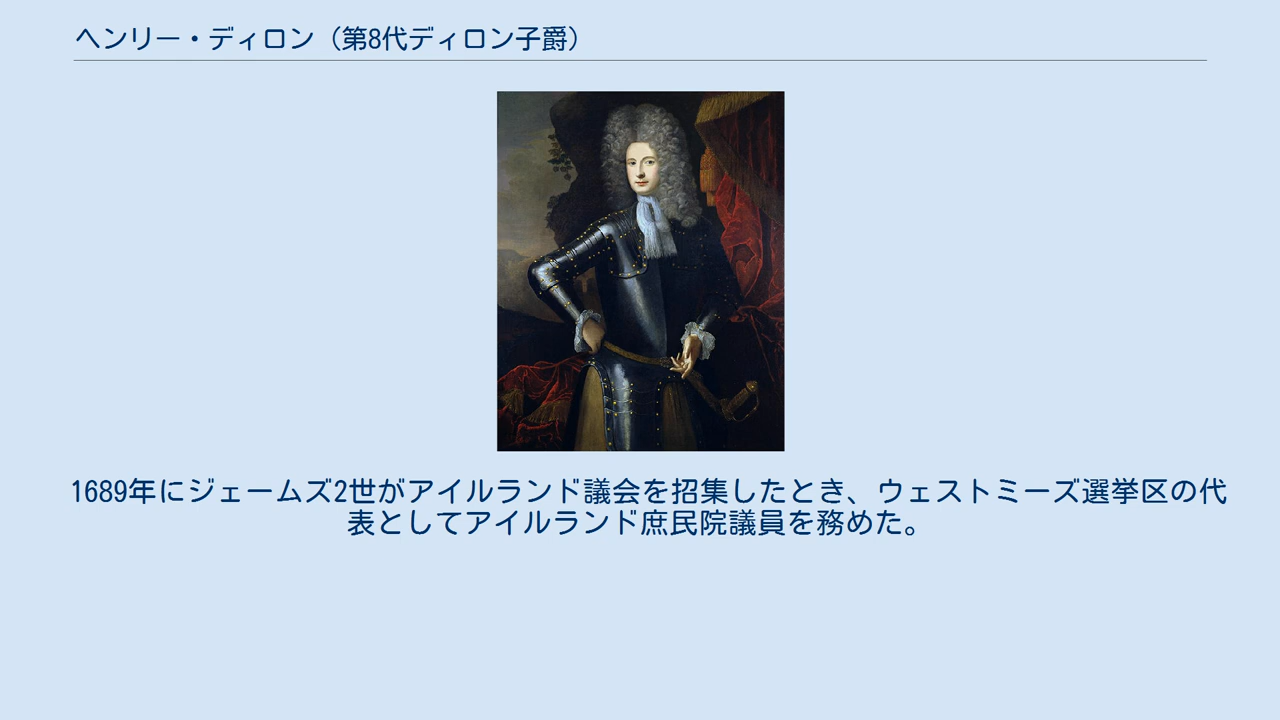 ヘンリー・ディロン（第8代ディロン子爵）
1689年にジェームズ2世がアイルランド議会を招集したとき、ウェストミーズ選挙区の代
表としてアイルランド庶民院議員を務めた。